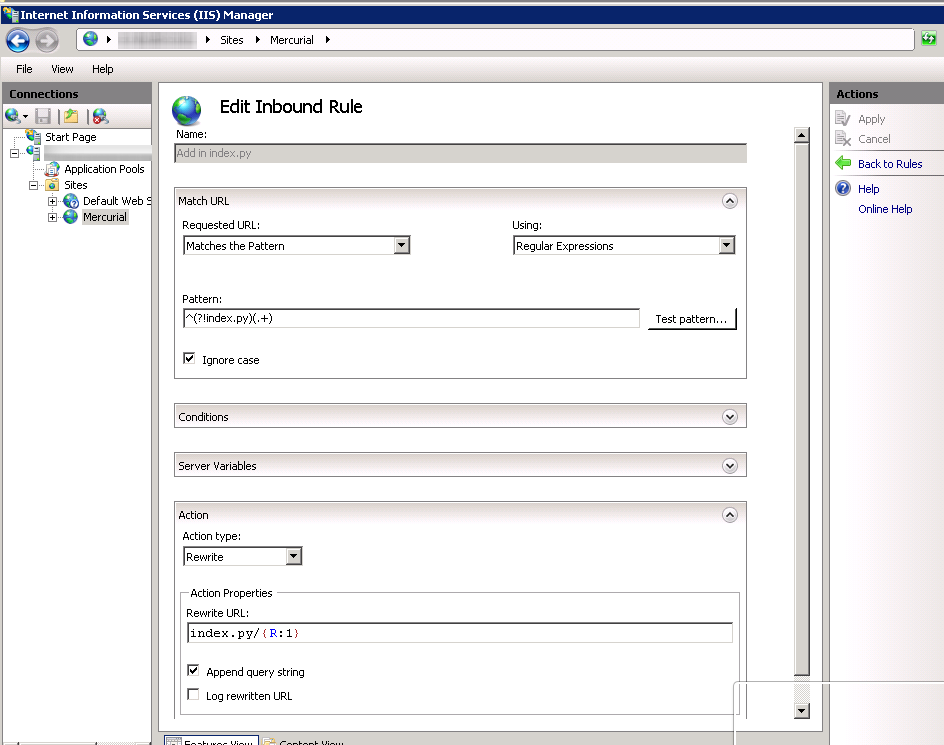 Internet Information Services (IIS) Manager
Sites Mercurial
File View Help
Connections
Start Page
Application Pools
Sites
Default Web S
Mercurial
Edit Inbound Rule
Name:
Add in index.py
Match URL
Requested URL: Using:
Matches the Pattern Regular Expressions
Pattern:
^(?!index.py)(.+) Test pattern...
Ignore case
Conditions
Server Variables
Action
Action type:
Rewrite
Action Properties
Rewrite URL:
index.py/{R:1}
Append query string
Log rewritten URL
Features View Content View
Actions
Apply
Cancel
Back to Rules
Help
Online Help